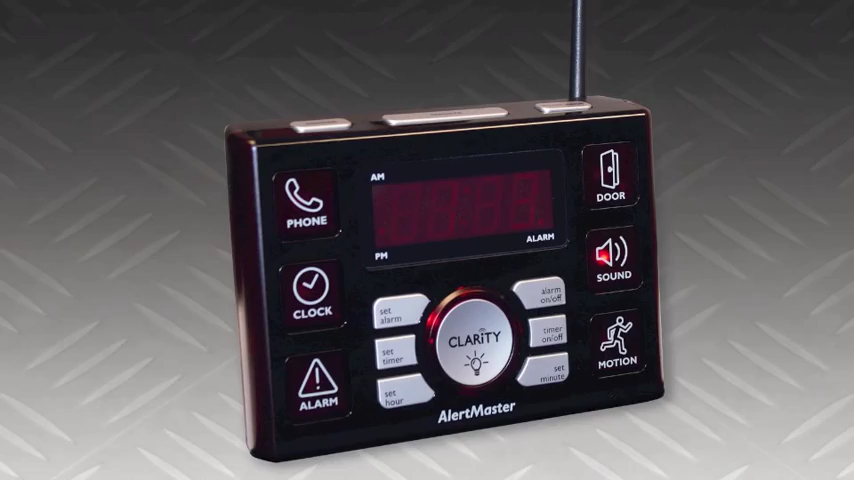 AM
PHONE
DOOR
ALARM
PM
SOUND
CLOCK
set
alarm
alarm
on/off
CLARiTY
set
timer
timer
on/off
MOTION
set
hour
set
minute
ALARM
AlertMaster